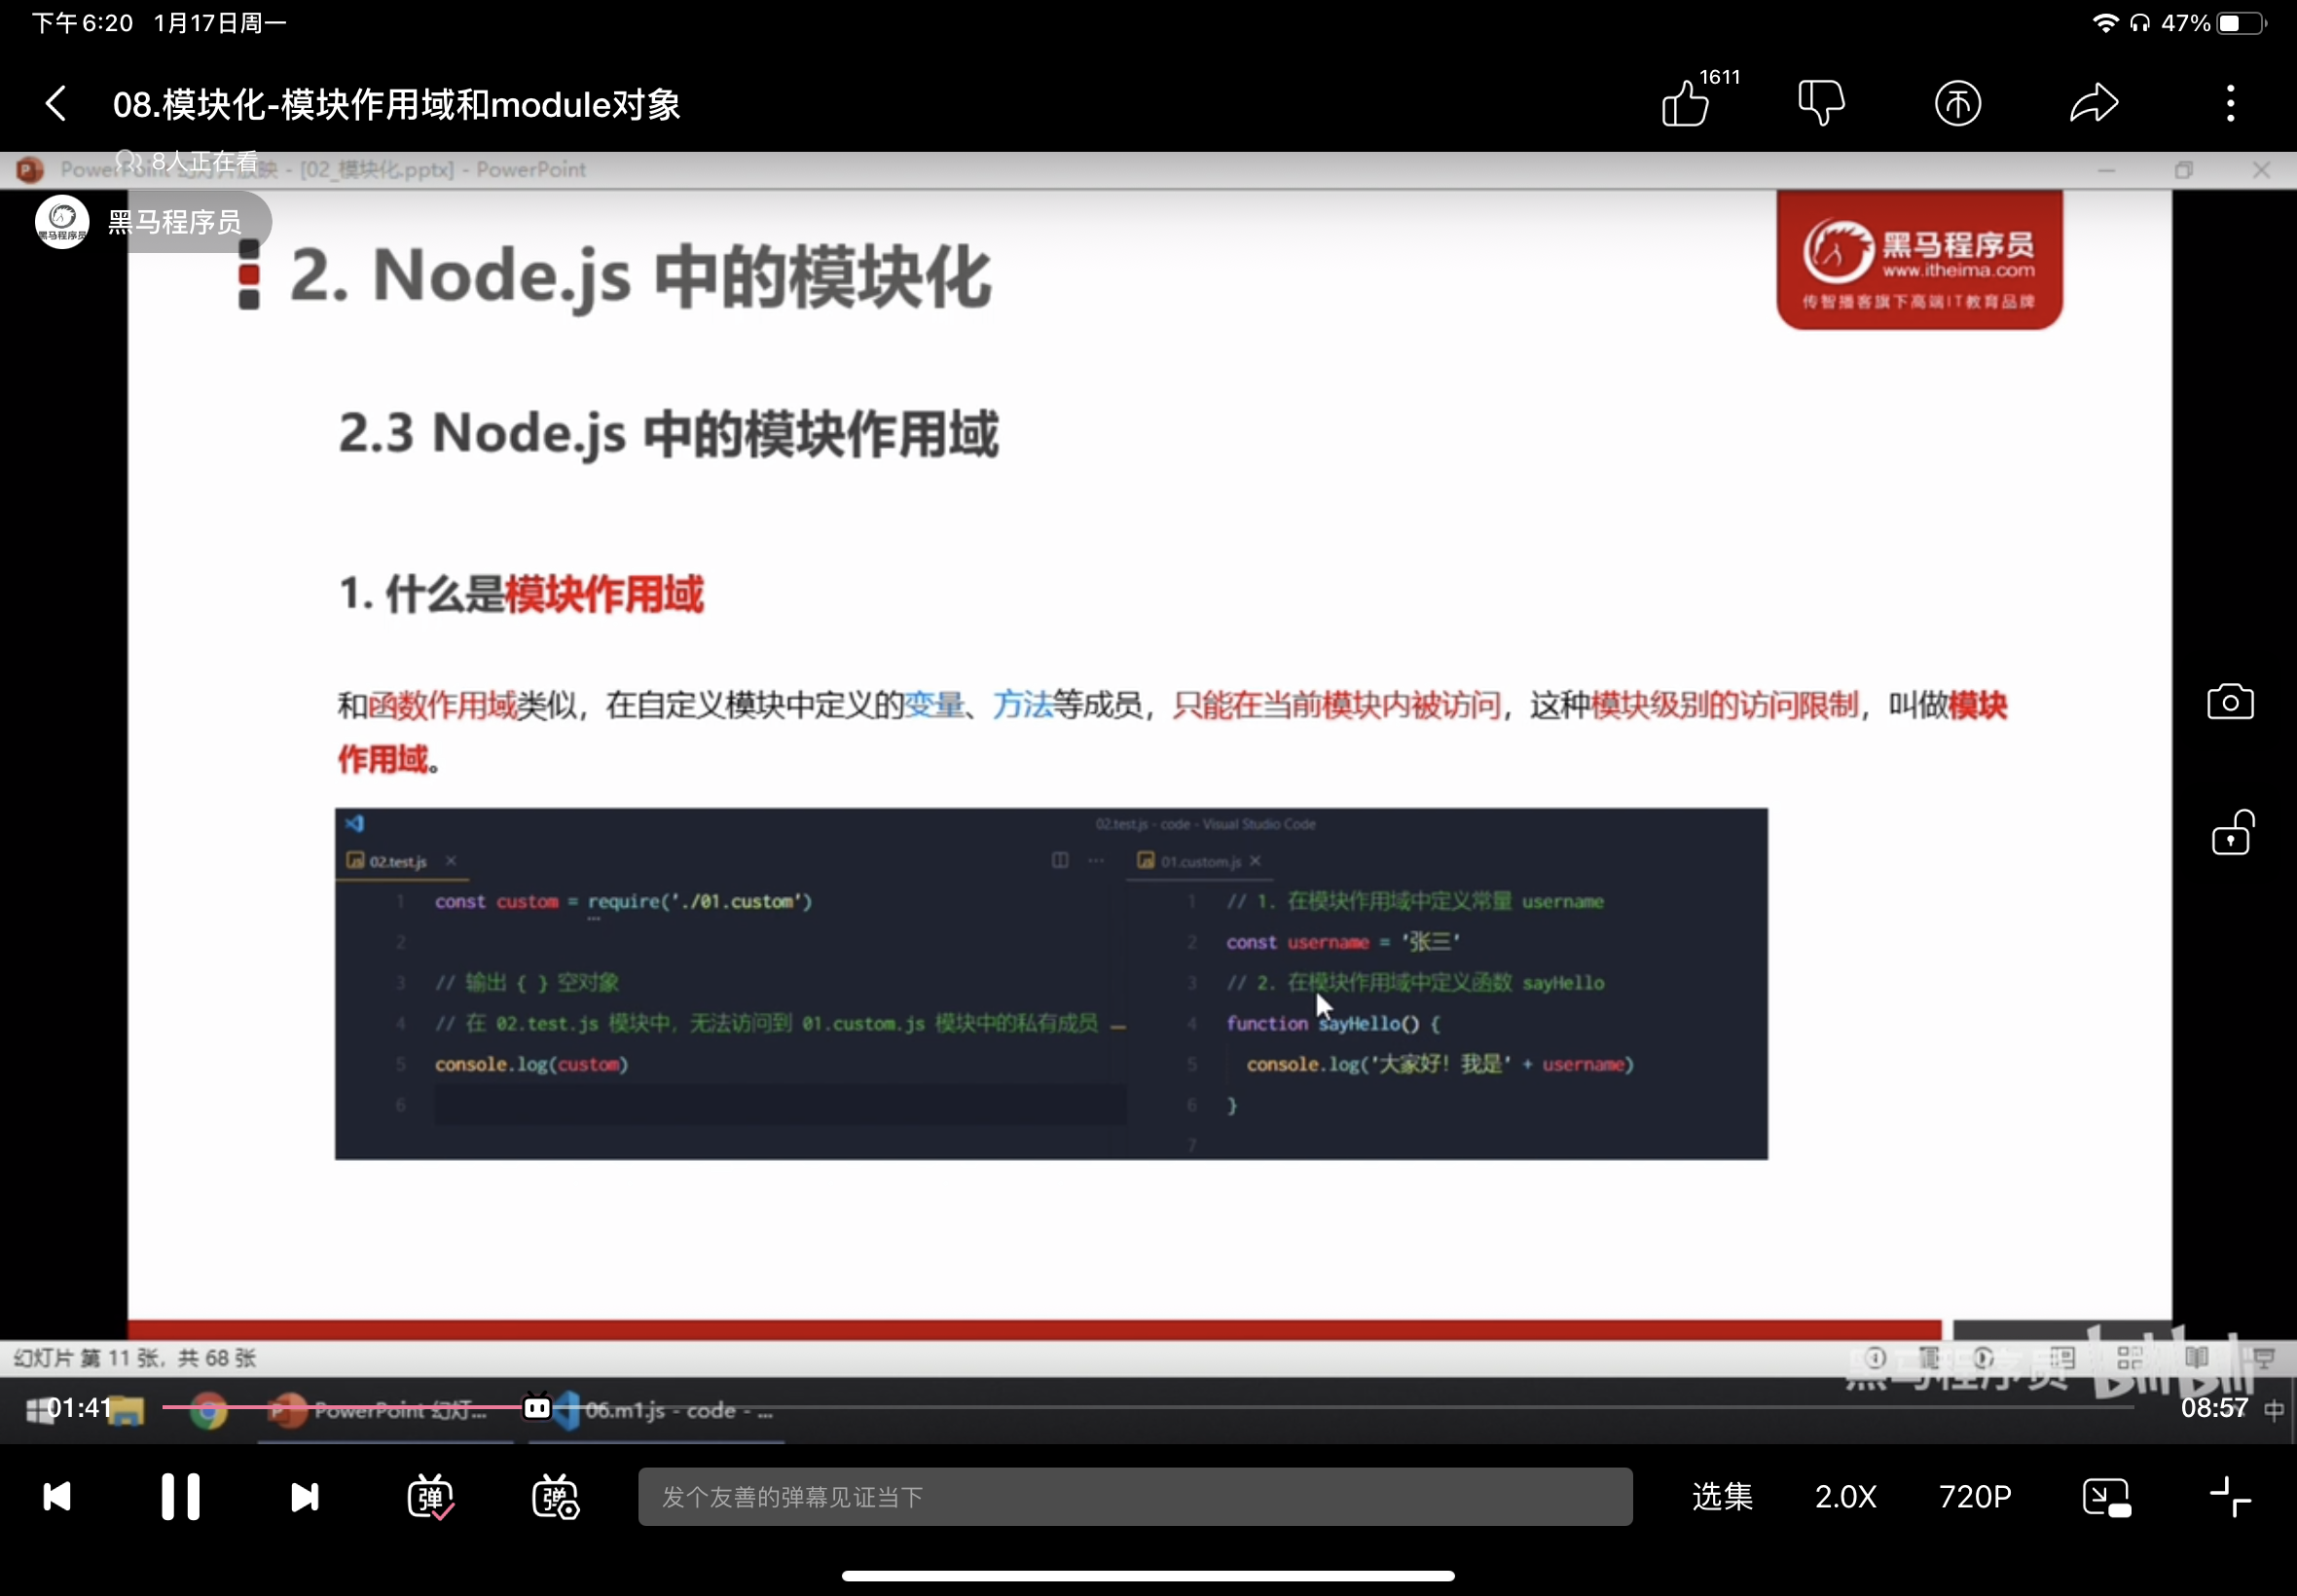 下午6:20 1月17日周一
47%
08.模块化-模块作用域和module对象
1611
8人正在看
PowerPoint 幻灯片放映 - [02_模块化.pptx] - PowerPoint
黑马程序员
黑马程序员
www.itheima.com
传智播客旗下高端IT教育品牌
2. Node.js 中的模块化
2.3 Node.js 中的模块作用域
1. 什么是模块作用域
和函数作用域类似，在自定义模块中定义的变量、方法等成员，只能在当前模块内被访问，这种模块级别的访问限制，叫做模块
作用域。
02.test.js - code - Visual Studio Code
JS 02.test.js
1 const custom = require('./01.custom')
2
3 // 输出 { } 空对象
4 // 在 02.test.js 模块中，无法访问到 01.custom.js 模块中的私有成员
5 console.log(custom)
6
JS 01.custom.js
1 // 1. 在模块作用域中定义常量 username
2 const username = '张三'
3 // 2. 在模块作用域中定义函数 sayHello
4 function sayHello() {
5 console.log('大家好！我是' + username)
6 }
7
幻灯片 第 11 张，共 68 张
黑马程序员 bilibili
01:41
PowerPoint 幻灯...
06.m1.js - code - ...
08:57
中
弹
弹
发个友善的弹幕见证当下
选集
2.0X
720P